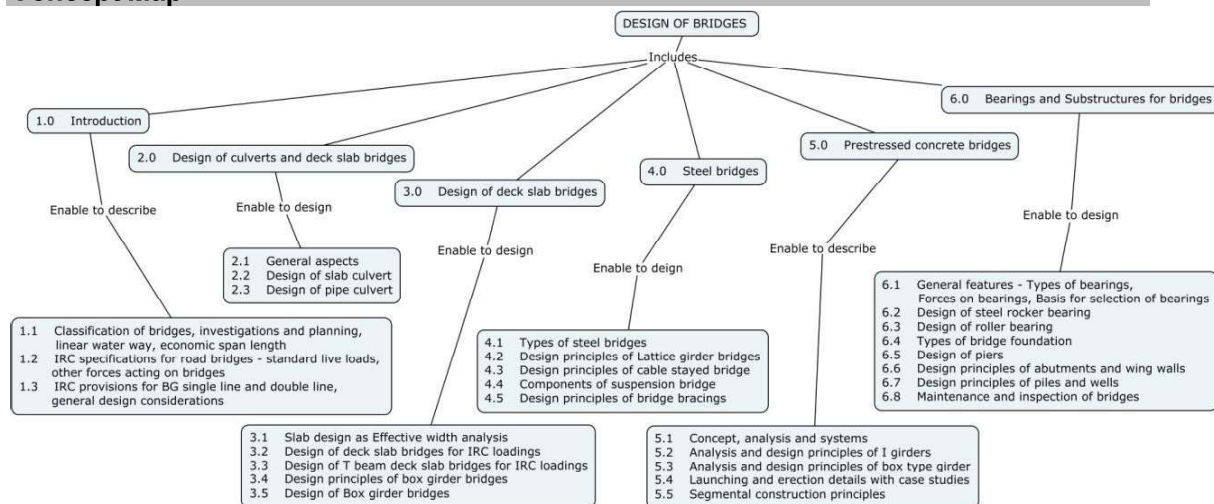 Concept Map
DESIGN OF BRIDGES
Includes
1.0 Introduction
2.0 Design of culverts and deck slab bridges
3.0 Design of deck slab bridges
4.0 Steel bridges
5.0 Prestressed concrete bridges
6.0 Bearings and Substructures for bridges
Enable to describe
Enable to design
Enable to design
Enable to deign
Enable to describe
Enable to design
1.1 Classification of bridges, investigations and planning,
linear water way, economic span length
1.2 IRC specifications for road bridges - standard live loads,
other forces acting on bridges
1.3 IRC provisions for BG single line and double line,
general design considerations
2.1 General aspects
2.2 Design of slab culvert
2.3 Design of pipe culvert
3.1 Slab design as Effective width analysis
3.2 Design of deck slab bridges for IRC loadings
3.3 Design of T beam deck slab bridges for IRC loadings
3.4 Design principles of box girder bridges
3.5 Design of Box girder bridges
4.1 Types of steel bridges
4.2 Design principles of Lattice girder bridges
4.3 Design principles of cable stayed bridge
4.4 Components of suspension bridge
4.5 Design principles of bridge bracings
5.1 Concept, analysis and systems
5.2 Analysis and design principles of I girders
5.3 Analysis and design principles of box type girder
5.4 Launching and erection details with case studies
5.5 Segmental construction principles
6.1 General features - Types of bearings,
Forces on bearings, Basis for selection of bearings
6.2 Design of steel rocker bearing
6.3 Design of roller bearing
6.4 Types of bridge foundation
6.5 Design of piers
6.6 Design principles of abutments and wing walls
6.7 Design principles of piles and wells
6.8 Maintenance and inspection of bridges